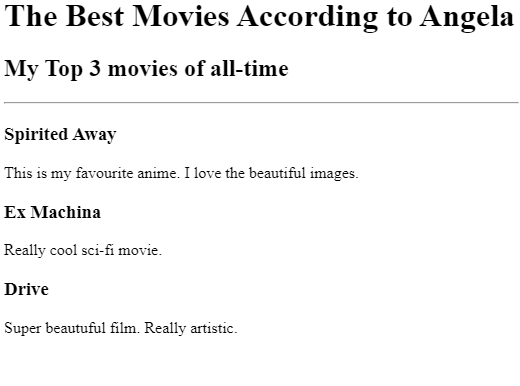 The Best Movies According to Angela
My Top 3 movies of all-time
Spirited Away
This is my favourite anime. I love the beautiful images.
Ex Machina
Really cool sci-fi movie.
Drive
Super beautuful film. Really artistic.